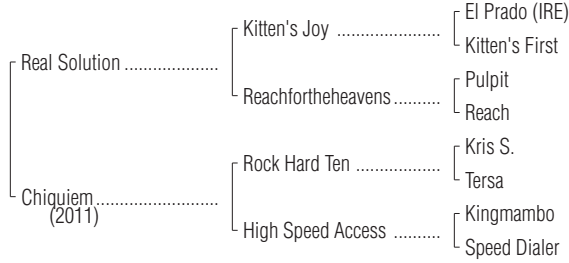 El Prado (IRE)
Kitten's Joy ....................
Kitten's First
Real Solution ....................
Pulpit
Reachfortheheavens ..........
Reach
Kris S.
Rock Hard Ten ................
Tersa
Chiquiem ..........................
(2011)
Kingmambo
High Speed Access ..........
Speed Dialer